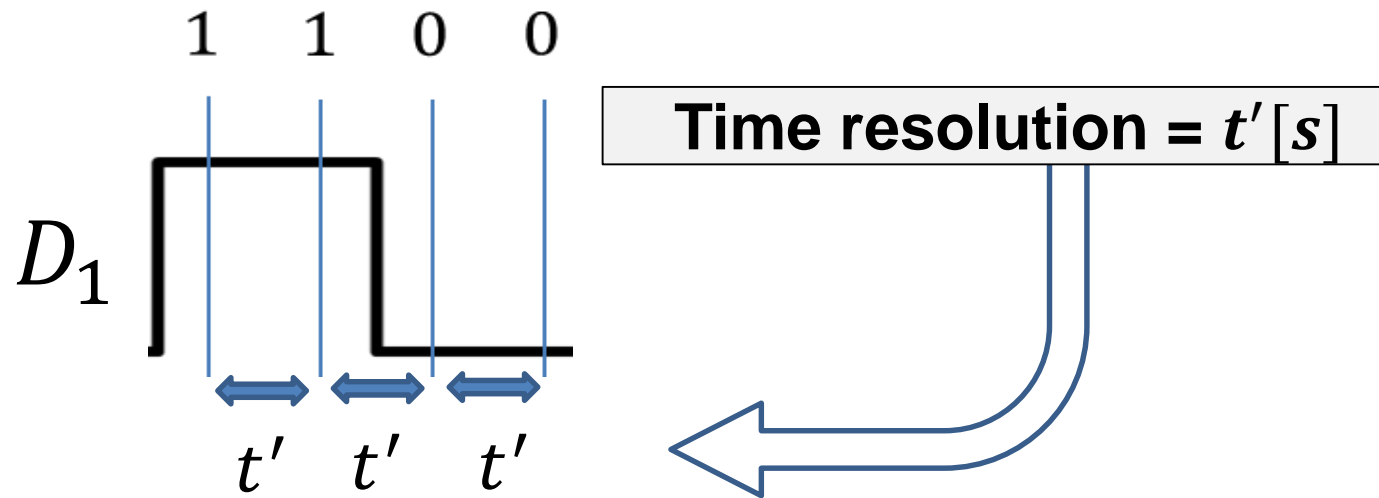 1 1 0 0
Time resolution = t′[s]
D₁
t′ t′ t′